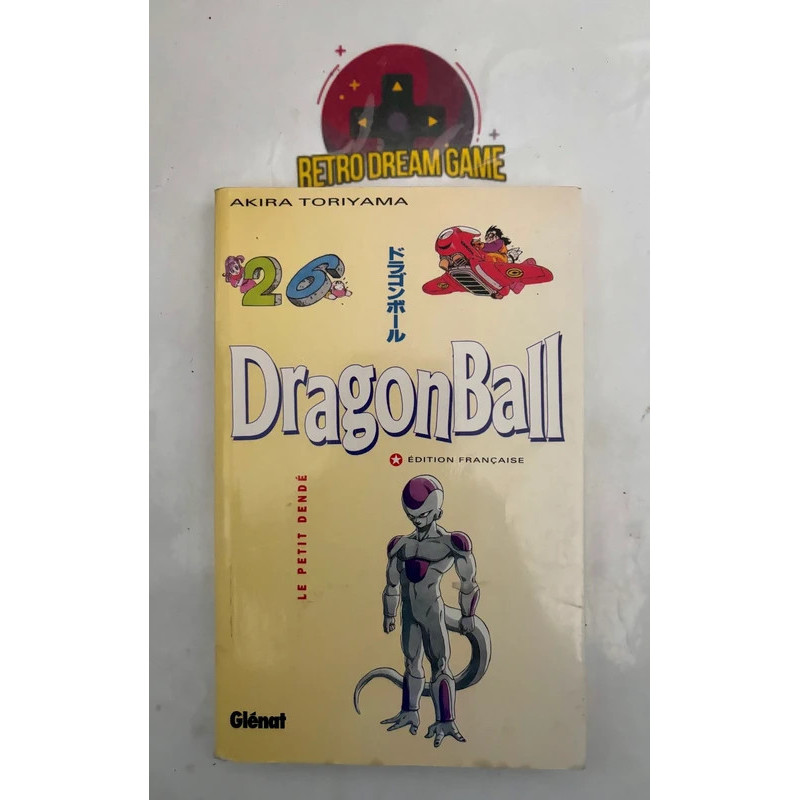 RETRO DREAM GAME
AKIRA TORIYAMA
26
ドラゴンボール
DragonBall
ÉDITION FRANÇAISE
LE PETIT DENDÉ
Glénat